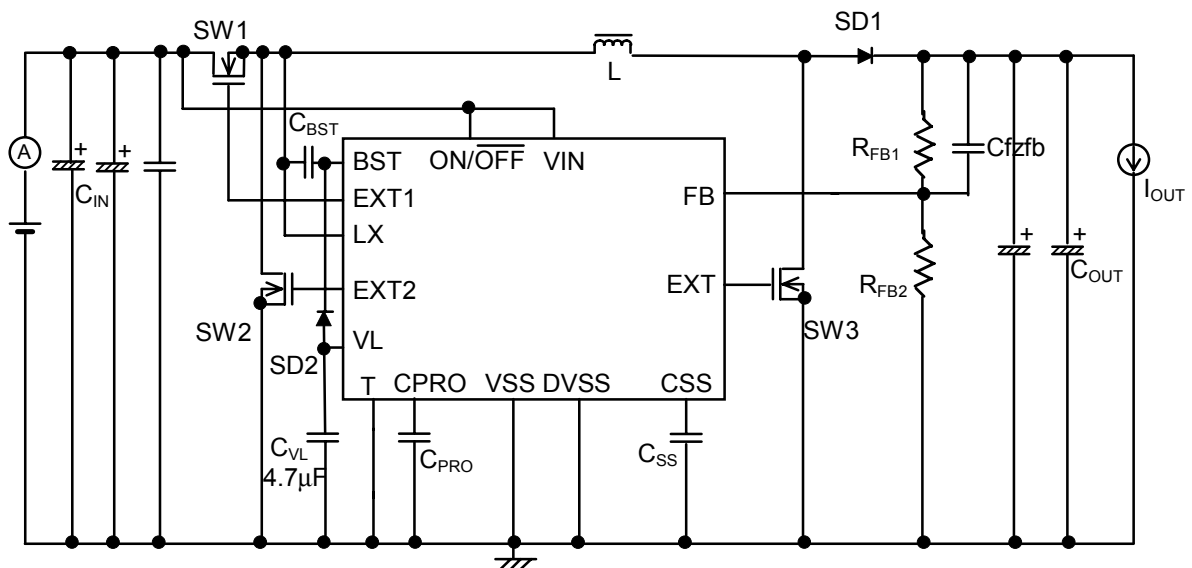 SW1
SD1
L
A
+
+
C_BST
BST
ON/O̅F̅F̅
VIN
R_FB1
Cfzfb
C_IN
EXT1
FB
I_OUT
LX
+
+
EXT2
EXT
R_FB2
C_OUT
SW2
SD2
VL
SW3
T
CPRO
VSS
DVSS
CSS
C_VL
4.7μF
C_PRO
C_SS